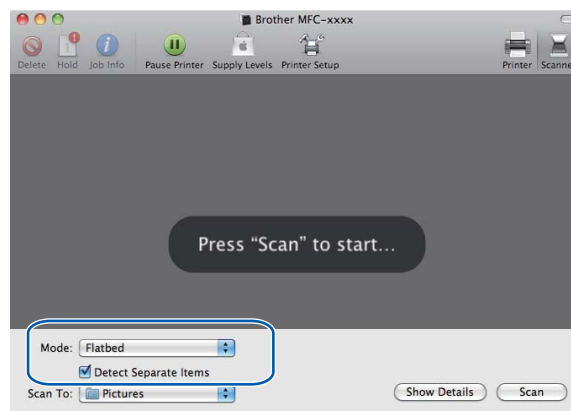 Brother MFC-xxxx
Delete Hold Job Info Pause Printer Supply Levels Printer Setup Printer
Press “Scan” to start...
Mode: Flatbed
Detect Separate Items
Scan To: Pictures Show Details Scan